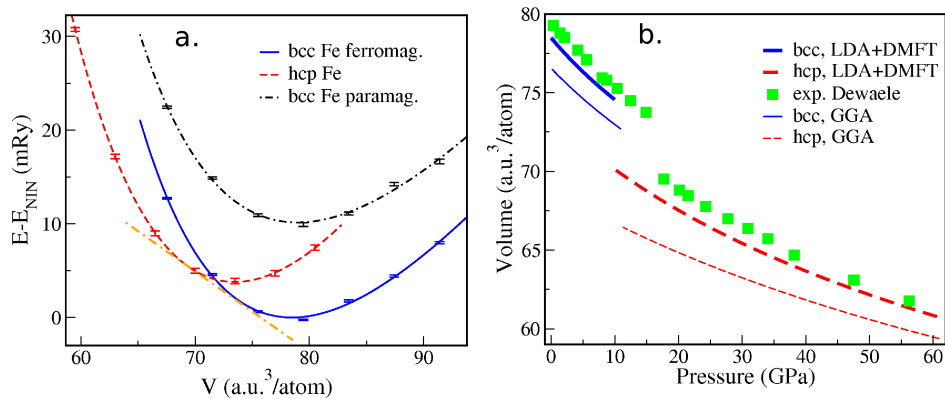 a.
bcc Fe ferromag.
hcp Fe
bcc Fe paramag.
E-E_NIN (mRy)
30
20
10
0
60
70
80
90
V (a.u.³/atom)
b.
bcc, LDA+DMFT
hcp, LDA+DMFT
exp. Dewaele
bcc, GGA
hcp, GGA
Volume (a.u.³/atom)
80
75
70
65
60
0
10
20
30
40
50
60
Pressure (GPa)